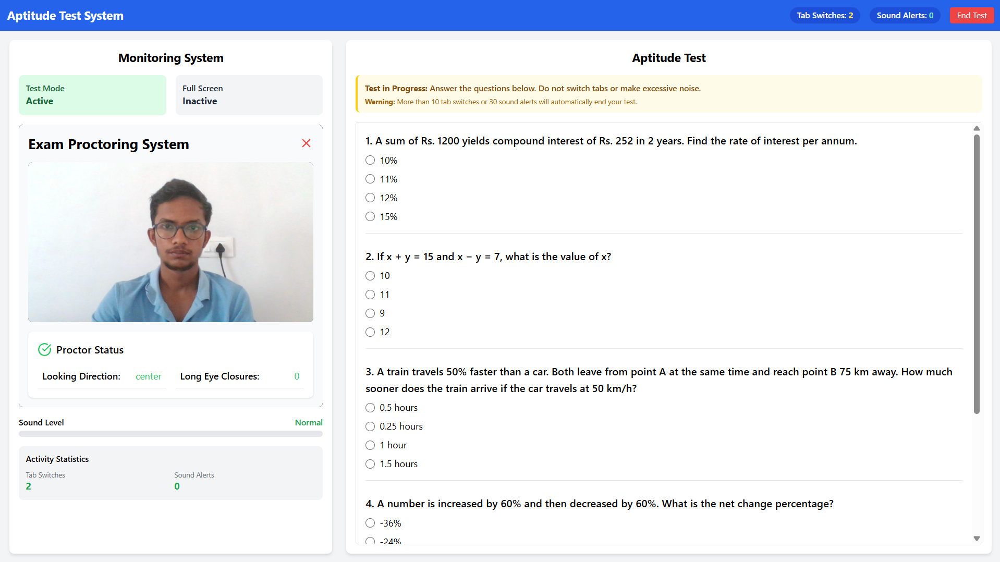 Aptitude Test System
Tab Switches: 2
Sound Alerts: 0
End Test
Monitoring System
Test Mode
Active
Full Screen
Inactive
Exam Proctoring System
Proctor Status
Looking Direction: center
Long Eye Closures: 0
Sound Level
Normal
Activity Statistics
Tab Switches
2
Sound Alerts
0
Aptitude Test
Test in Progress: Answer the questions below. Do not switch tabs or make excessive noise.
Warning: More than 10 tab switches or 30 sound alerts will automatically end your test.
1. A sum of Rs. 1200 yields compound interest of Rs. 252 in 2 years. Find the rate of interest per annum.
10%
11%
12%
15%
2. If x + y = 15 and x − y = 7, what is the value of x?
10
11
9
12
3. A train travels 50% faster than a car. Both leave from point A at the same time and reach point B 75 km away. How much
sooner does the train arrive if the car travels at 50 km/h?
0.5 hours
0.25 hours
1 hour
1.5 hours
4. A number is increased by 60% and then decreased by 60%. What is the net change percentage?
-36%
-24%